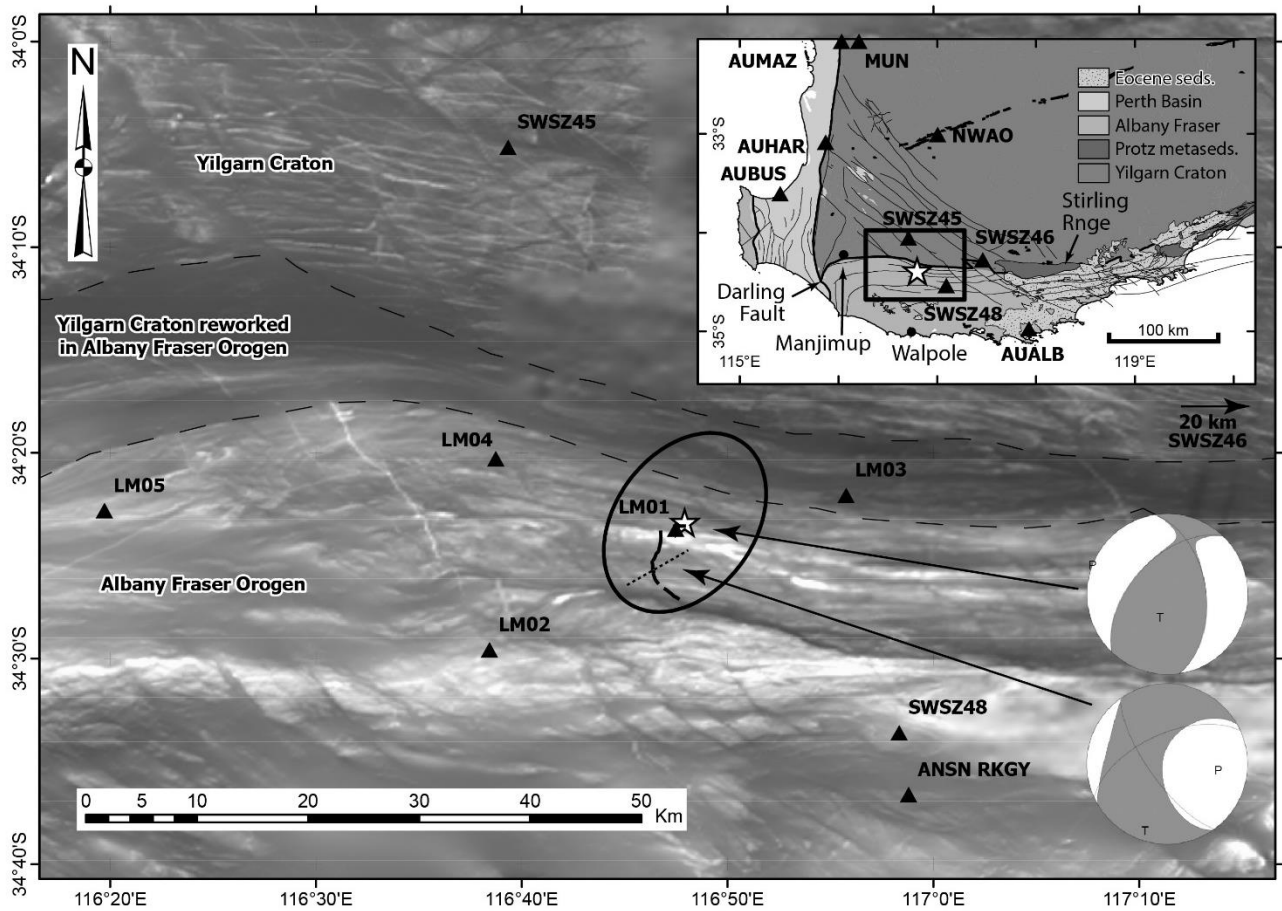 34°0'S
N
SWSZ45
Yilgarn Craton
34°10'S
Yilgarn Craton reworked
in Albany Fraser Orogen
34°20'S
LM04
LM05
LM01
LM03
20 km
SWSZ46
Albany Fraser Orogen
LM02
34°30'S
SWSZ48
ANSN RKGY
34°40'S
0 5 10 20 30 40 50
Km
116°20'E
116°30'E
116°40'E
116°50'E
117°0'E
117°10'E
P
T
P
T
AUMAZ
MUN
Eocene seds.
Perth Basin
Albany Fraser
Protz metaseds.
Yilgarn Craton
33°S
NWAO
AUHAR
AUBUS
SWSZ45
SWSZ46
Stirling
Rnge
Darling
Fault
SWSZ48
Manjimup
Walpole
AUALB
35°S
100 km
115°E
119°E